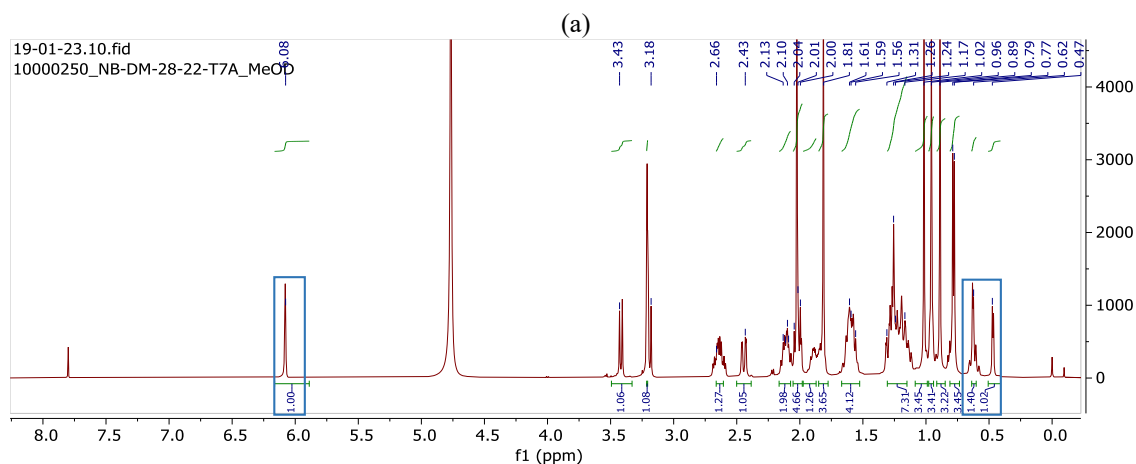 (a)
19-01-23.10.fid
10000250_NB-DM-28-22-T7A_MeOD
6.08 3.43 3.18 2.66 2.43 2.13 2.10 2.04 2.01 2.00 1.81 1.61 1.59 1.56 1.31 1.26 1.24 1.17 1.02 0.96 0.89 0.79 0.77 0.62 0.47
4000
3000
2000
1000
0
1.00 1.06 1.08 1.27 1.05 1.98 4.66 1.26 3.65 4.12 7.31 3.45 3.41 3.22 3.45 1.40 1.02
8.0 7.5 7.0 6.5 6.0 5.5 5.0 4.5 4.0 3.5 3.0 2.5 2.0 1.5 1.0 0.5 0.0
f1 (ppm)